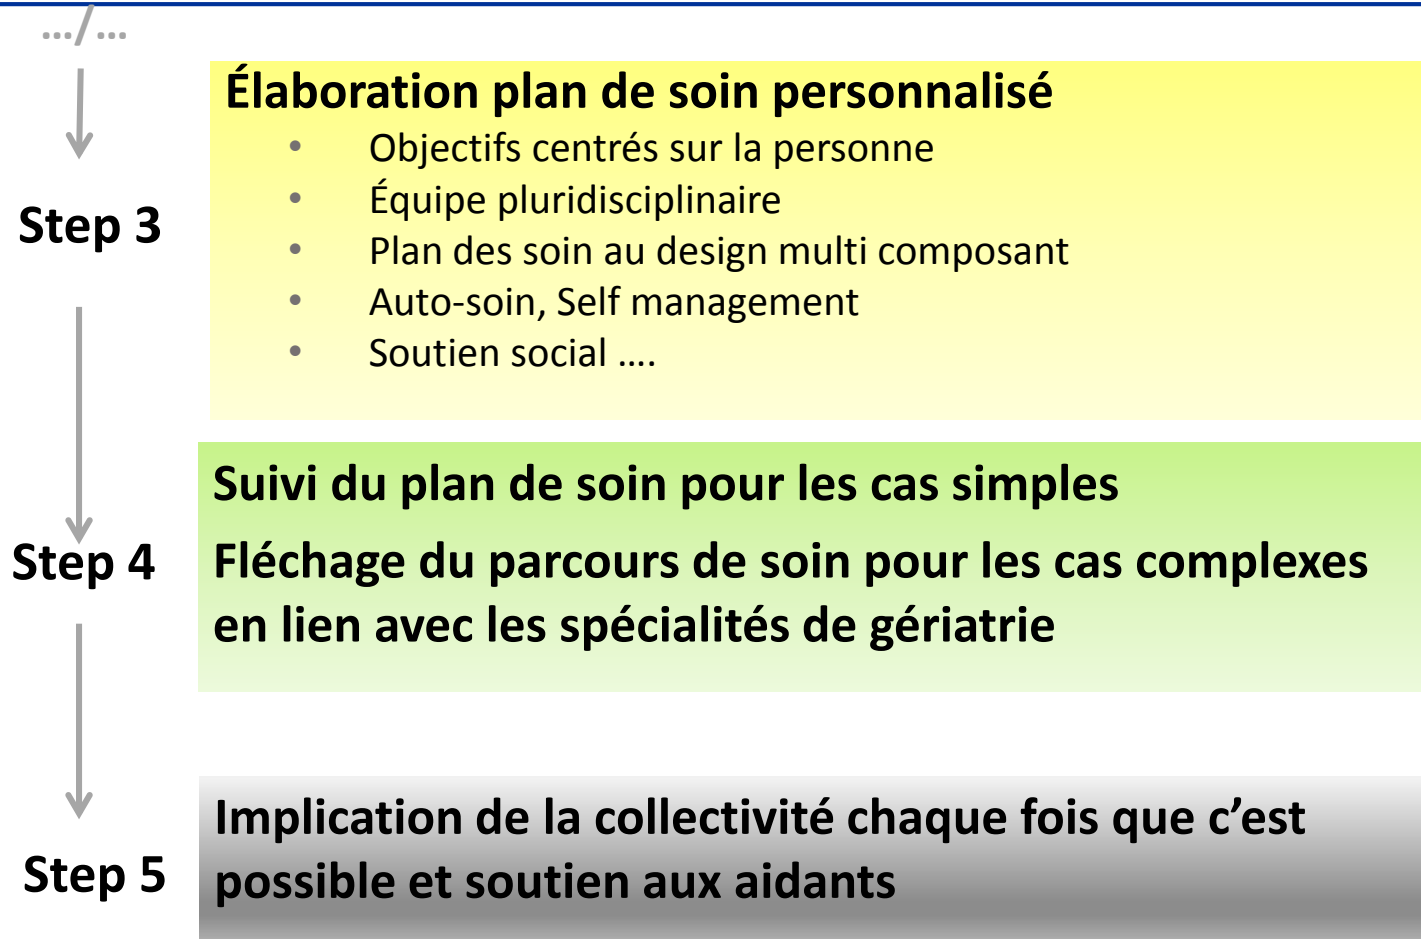 .../...
Step 3
Élaboration plan de soin personnalisé
• Objectifs centrés sur la personne
• Équipe pluridisciplinaire
• Plan des soin au design multi composant
• Auto-soin, Self management
• Soutien social ....
Step 4
Suivi du plan de soin pour les cas simples
Fléchage du parcours de soin pour les cas complexes
en lien avec les spécialités de gériatrie
Step 5
Implication de la collectivité chaque fois que c’est
possible et soutien aux aidants